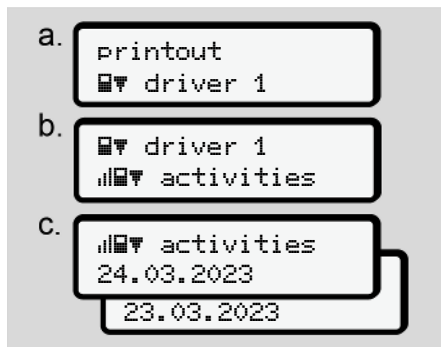 a.
printout
driver 1
b.
driver 1
activities
c.
activities
24.03.2023
23.03.2023